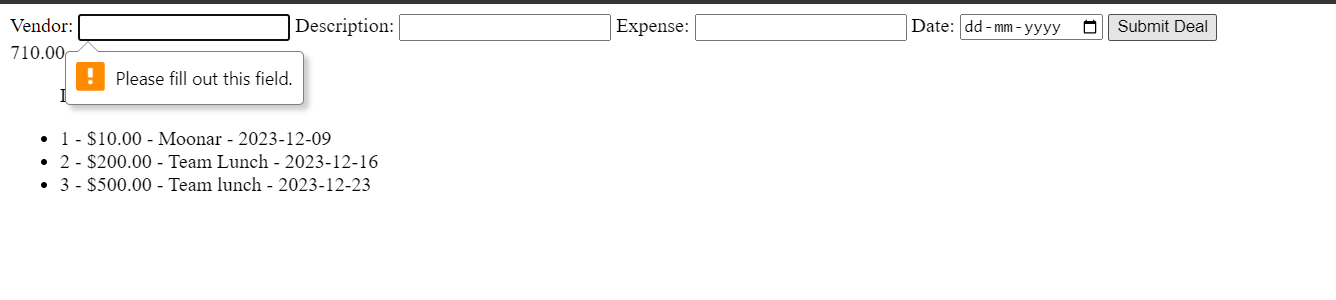 Vendor: Description: Expense: Date: dd-mm-yyyy Submit Deal
710.00
Please fill out this field.
1 - $10.00 - Moonar - 2023-12-09
2 - $200.00 - Team Lunch - 2023-12-16
3 - $500.00 - Team lunch - 2023-12-23